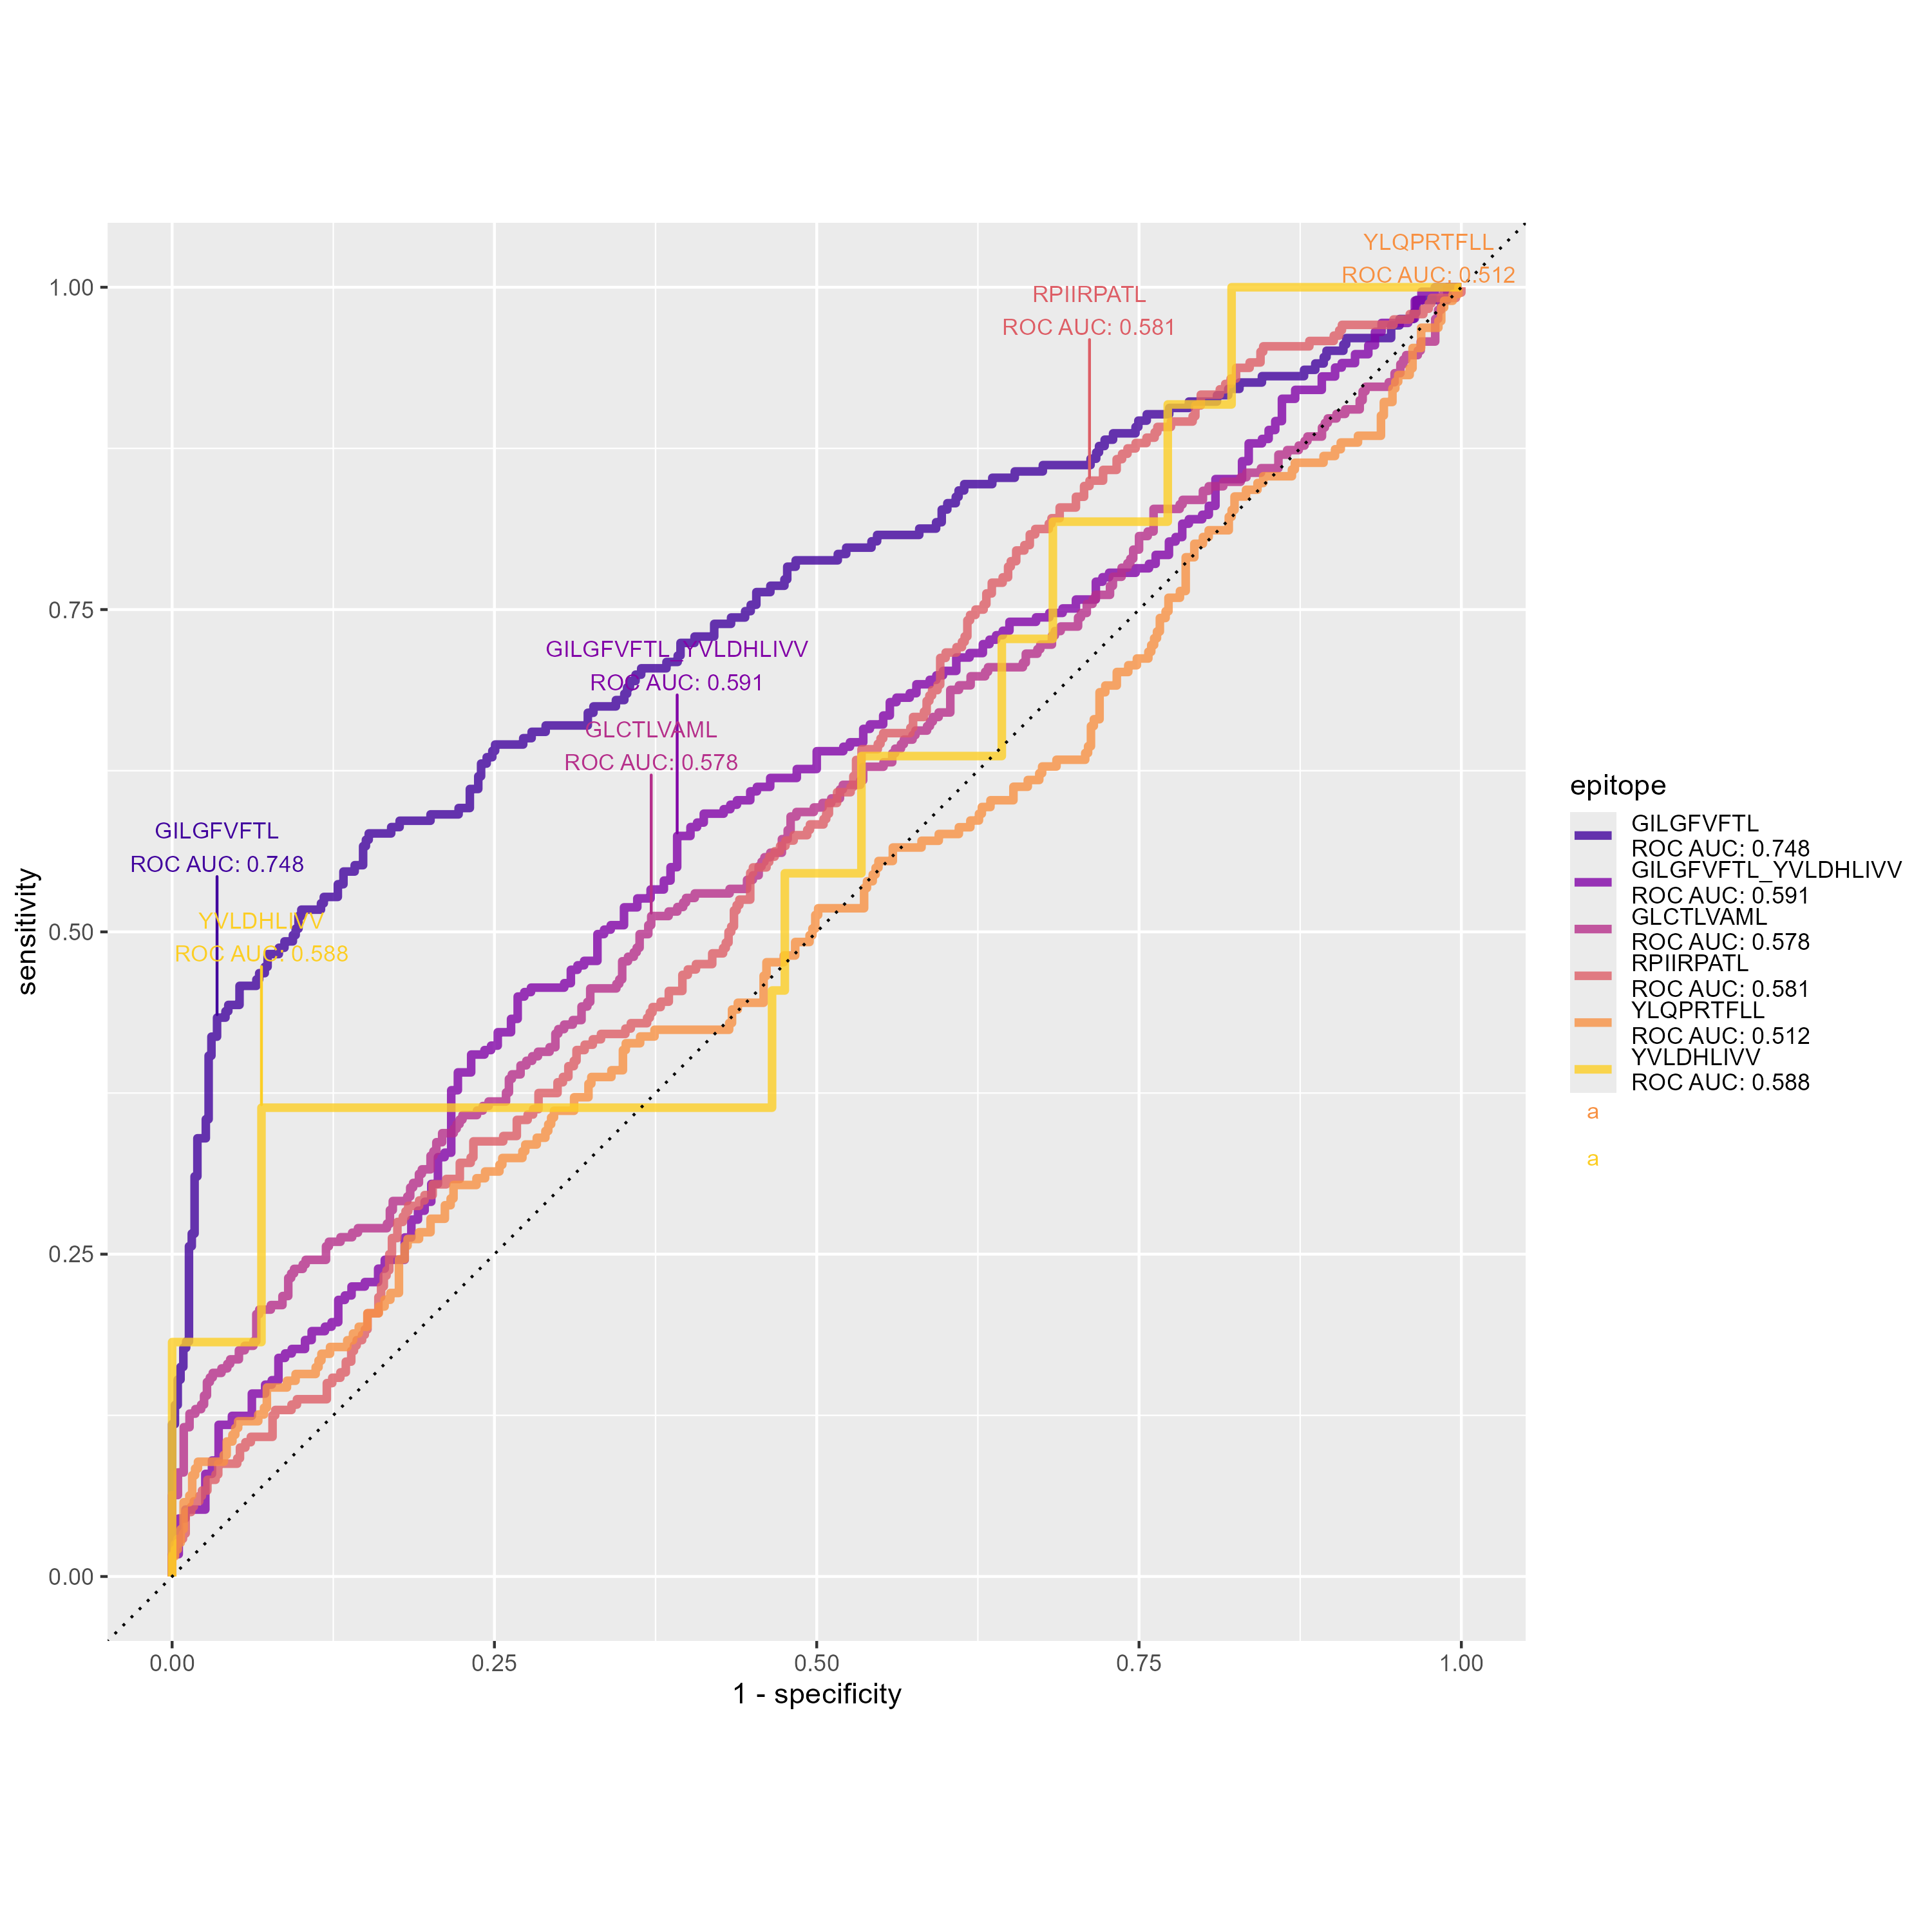 YLQPRTFLL
ROC AUC: 0.512
1.00
RPIIRPATL
ROC AUC: 0.581
0.75
GILGFVFTL_YVLDHLIVV
ROC AUC: 0.591
GLCTLVAML
ROC AUC: 0.578
GILGFVFTL
ROC AUC: 0.748
YVLDHLIVV
ROC AUC: 0.588
0.50
0.25
0.00
sensitivity
0.00
0.25
0.50
0.75
1.00
1 - specificity
epitope
GILGFVFTL
ROC AUC: 0.748
GILGFVFTL_YVLDHLIVV
ROC AUC: 0.591
GLCTLVAML
ROC AUC: 0.578
RPIIRPATL
ROC AUC: 0.581
YLQPRTFLL
ROC AUC: 0.512
YVLDHLIVV
ROC AUC: 0.588
a
a